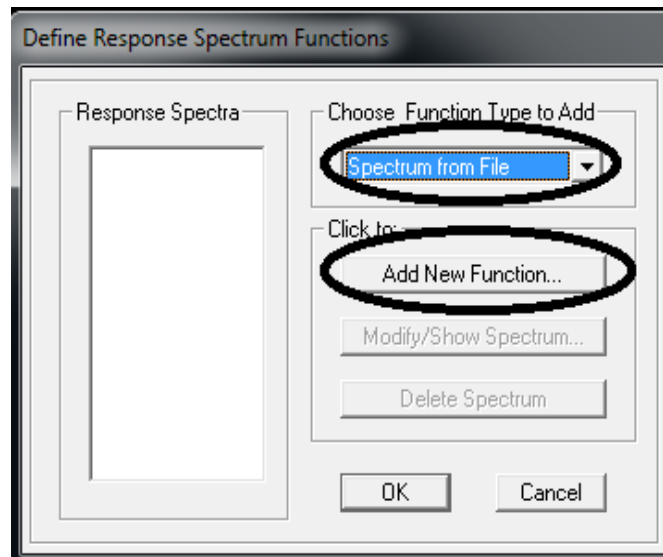 Define Response Spectrum Functions
Response Spectra
Choose Function Type to Add
Spectrum from File
Click to:
Add New Function...
Modify/Show Spectrum...
Delete Spectrum
OK
Cancel